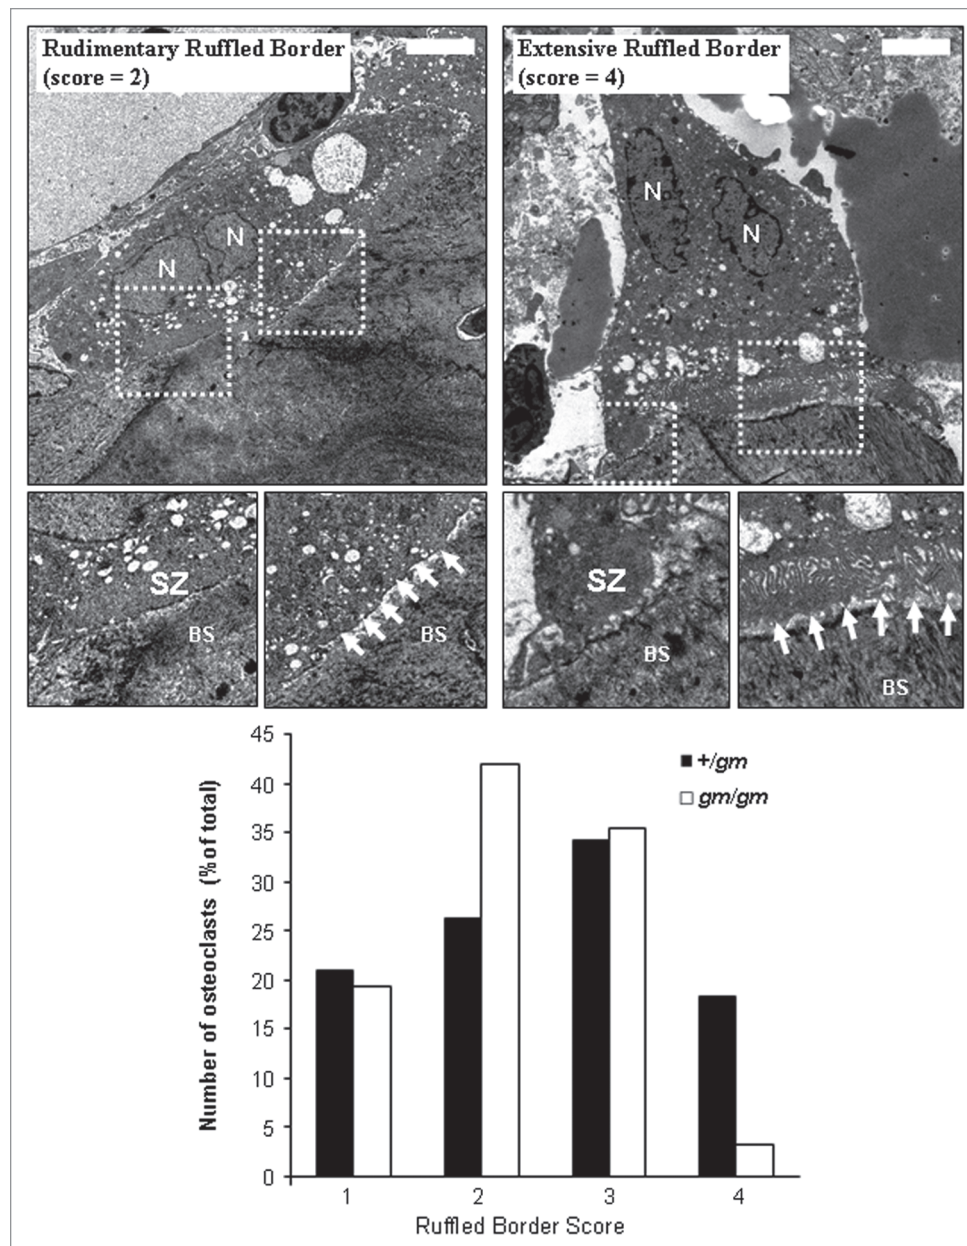 Rudimentary Ruffled Border
(score = 2)
N
N
Extensive Ruffled Border
(score = 4)
N
N
SZ
BS
BS
SZ
BS
BS
45
40
35
30
25
20
15
10
5
0
Number of osteoclasts (% of total)
+/gm
gm/gm
1 2 3 4
Ruffled Border Score